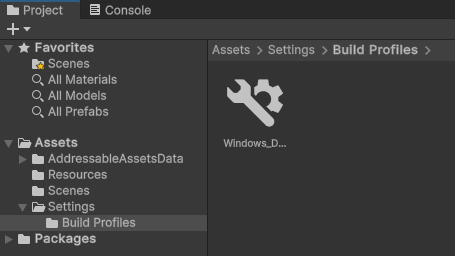 Project Console
Favorites
Scenes
All Materials
All Models
All Prefabs
Assets
AddressableAssetsData
Resources
Scenes
Settings
Build Profiles
Packages
Assets > Settings > Build Profiles >
Windows_D...